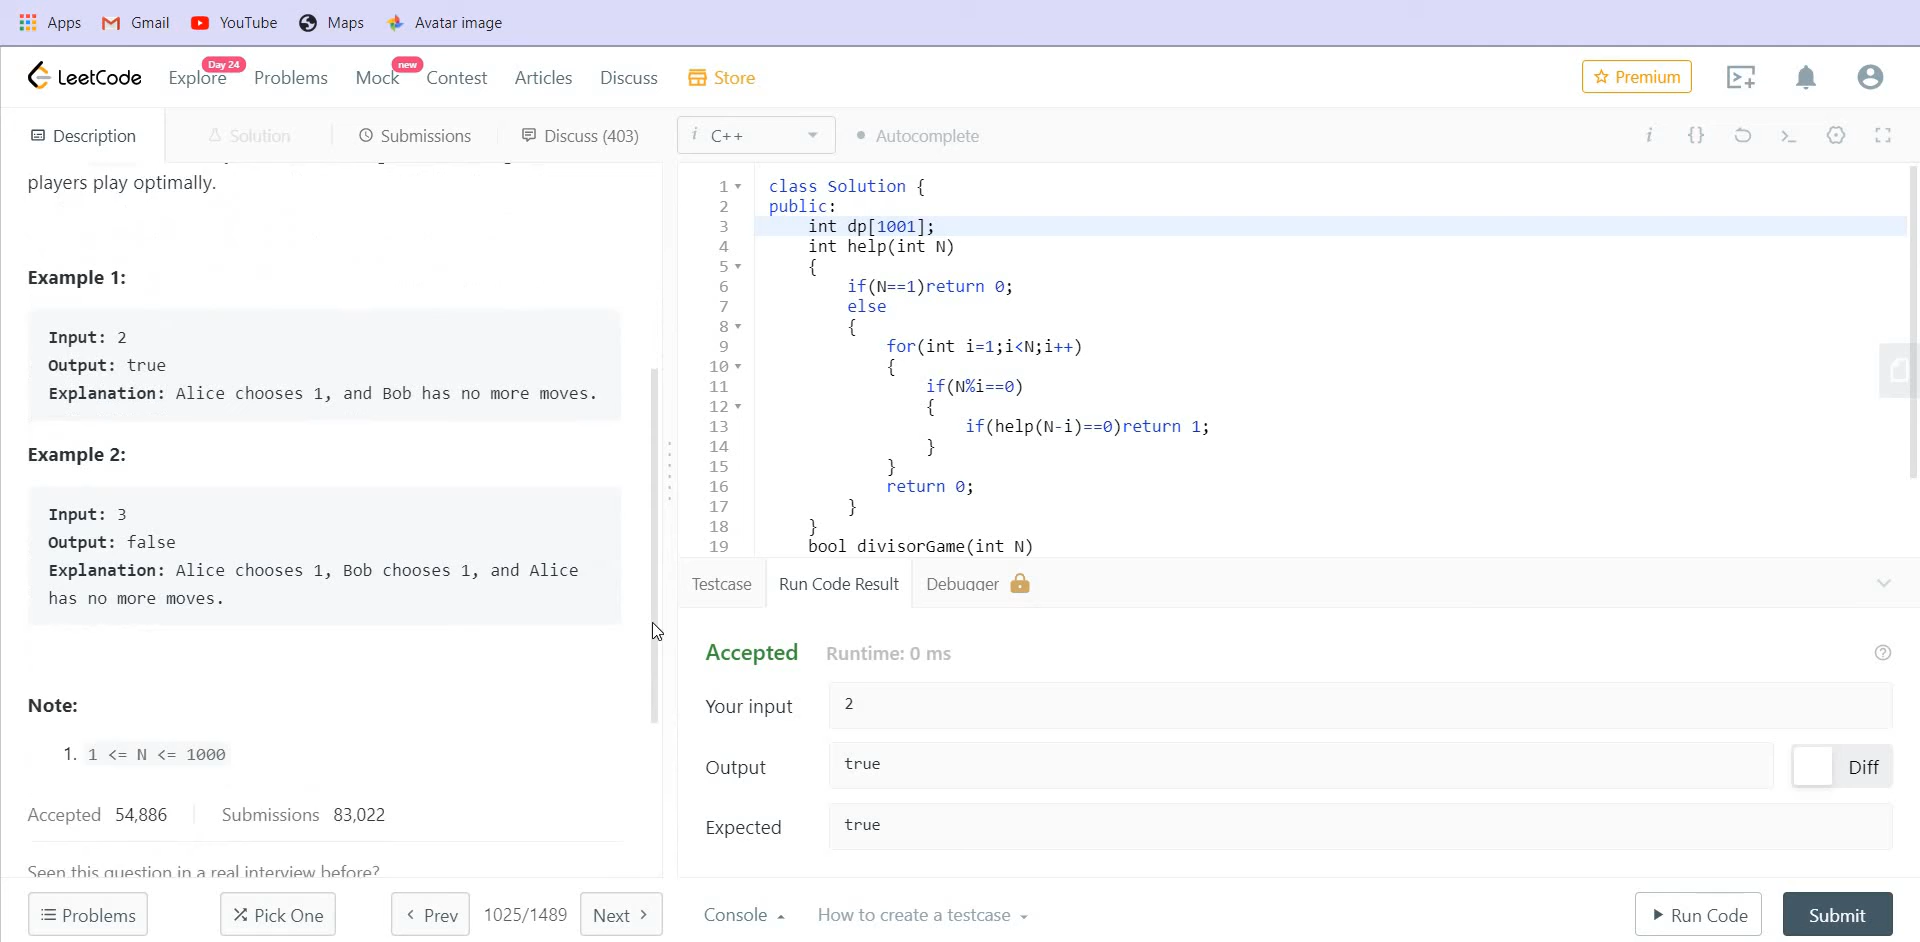 Apps Gmail YouTube Maps Avatar image
LeetCode Explore Day 24 Problems Mock new Contest Articles Discuss Store Premium
Description Solution Submissions Discuss (403)
players play optimally.
Example 1:
Input: 2
Output: true
Explanation: Alice chooses 1, and Bob has no more moves.
Example 2:
Input: 3
Output: false
Explanation: Alice chooses 1, Bob chooses 1, and Alice
has no more moves.
Note:
1. 1 <= N <= 1000
Accepted 54,886 Submissions 83,022
Seen this question in a real interview before?
Problems Pick One Prev 1025/1489 Next
i C++ Autocomplete i {}
1 class Solution {
2 public:
3 int dp[1001];
4 int help(int N)
5 {
6 if(N==1)return 0;
7 else
8 {
9 for(int i=1;i<N;i++)
10 {
11 if(N%i==0)
12 {
13 if(help(N-i)==0)return 1;
14 }
15 }
16 return 0;
17 }
18 }
19 bool divisorGame(int N)
Testcase Run Code Result Debugger
Accepted Runtime: 0 ms
Your input 2
Output true Diff
Expected true
Console How to create a testcase Run Code Submit